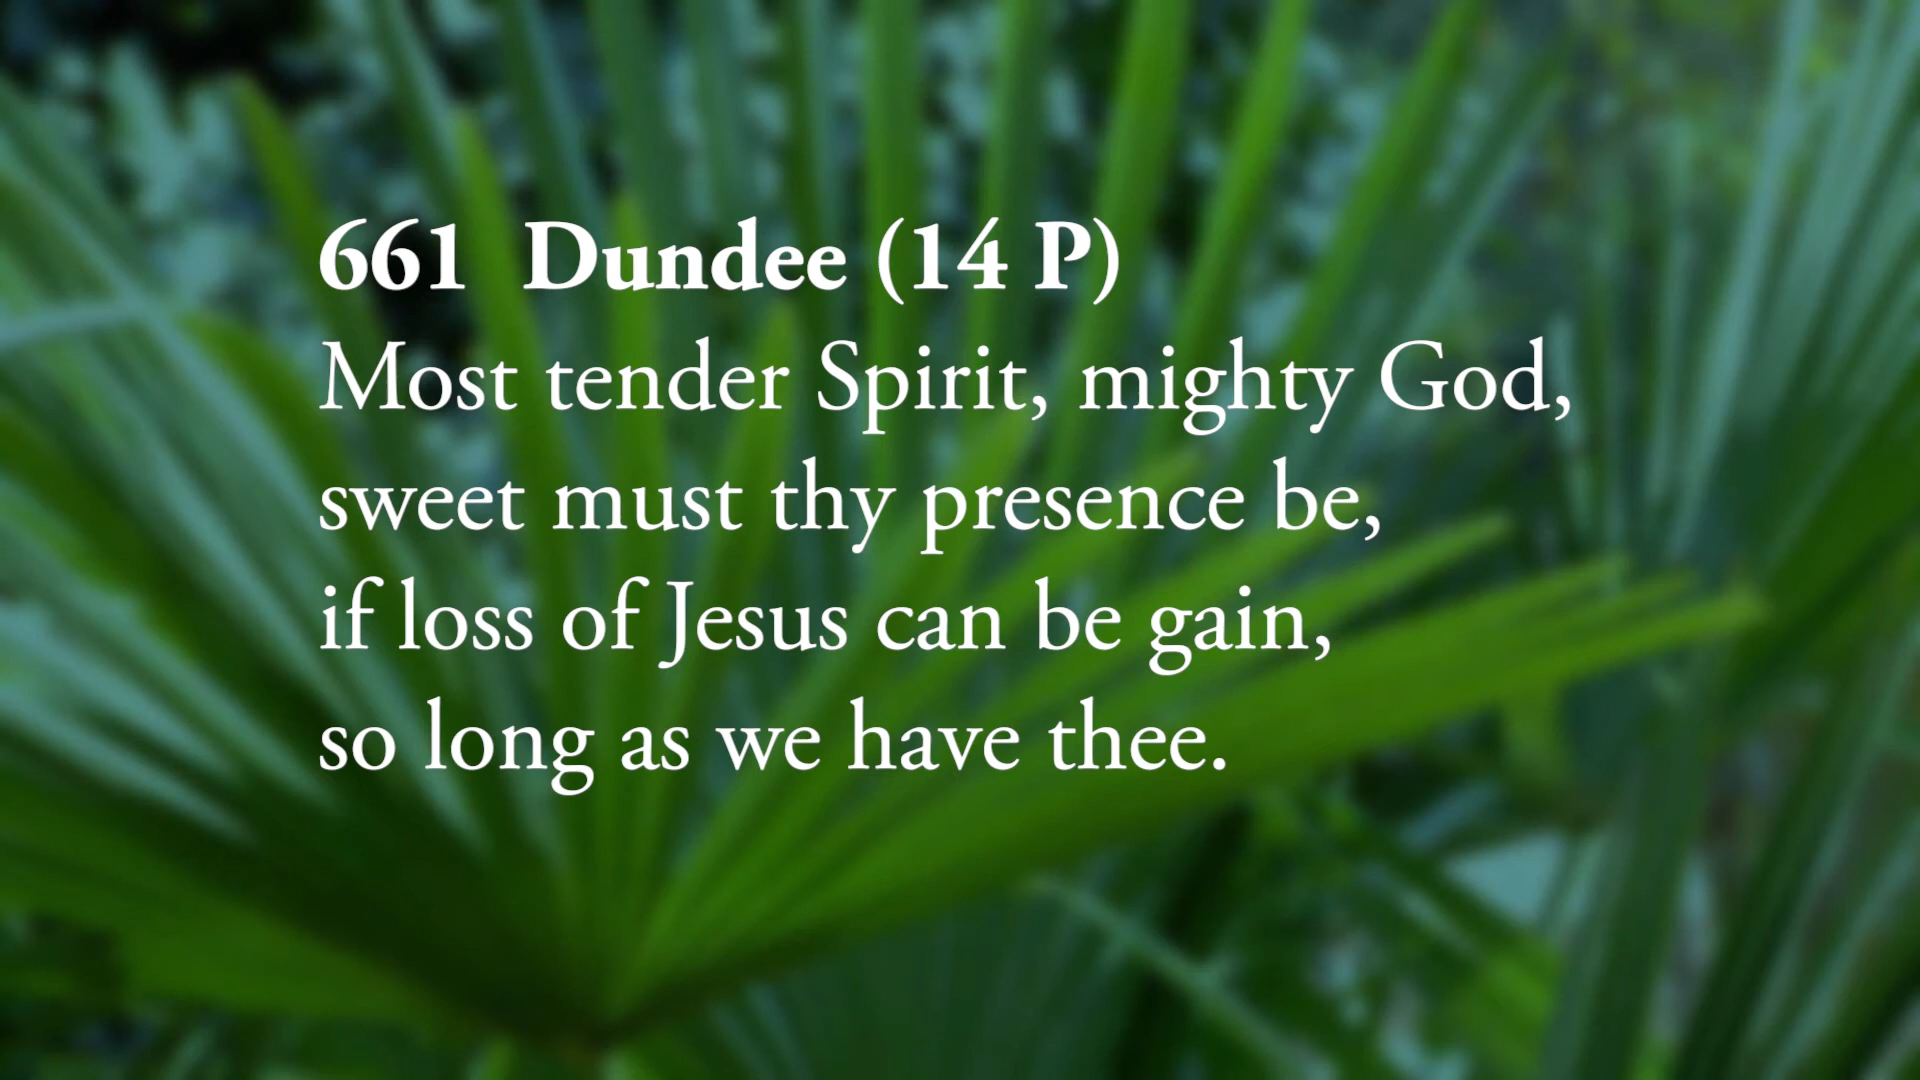 661 Dundee (14 P)
Most tender Spirit, mighty God,
sweet must thy presence be,
if loss of Jesus can be gain,
so long as we have thee.